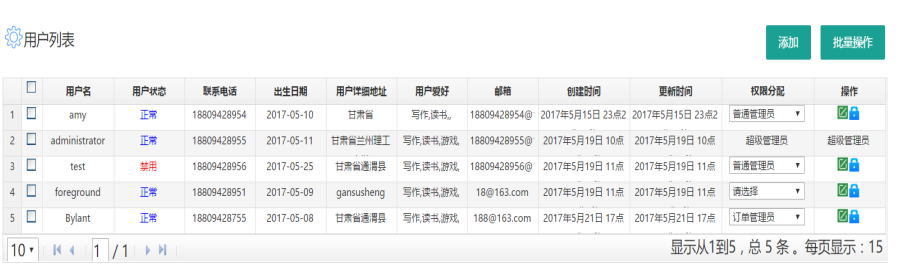 用户列表
添加 批量操作
用户名 用户状态 联系电话 出生日期 用户详细地址 用户爱好 邮箱 创建时间 更新时间 权限分配 操作
1 amy 正常 18809428954 2017-05-10 甘肃省 写作,读书,, 18809428954@ 2017年5月15日 23点2 2017年5月15日 23点2 普通管理员
2 administrator 正常 18809428955 2017-05-11 甘肃省兰州理工 写作,读书,游戏, 18809428955@ 2017年5月19日 10点 2017年5月19日 10点 超级管理员 超级管理员
3 test 禁用 18809428956 2017-05-25 甘肃省通渭县 写作,读书,游戏, 18809428956@ 2017年5月19日 11点 2017年5月19日 11点 普通管理员
4 foreground 正常 18809428951 2017-05-09 gansusheng 写作,读书,游戏, 18@163.com 2017年5月19日 11点 2017年5月19日 11点 请选择
5 Bylant 正常 18809428755 2017-05-08 甘肃省通渭县 写作,读书,游戏, 188@163.com 2017年5月21日 17点 2017年5月21日 17点 订单管理员
10 1 / 1 显示从1到5，总 5 条 。每页显示：15